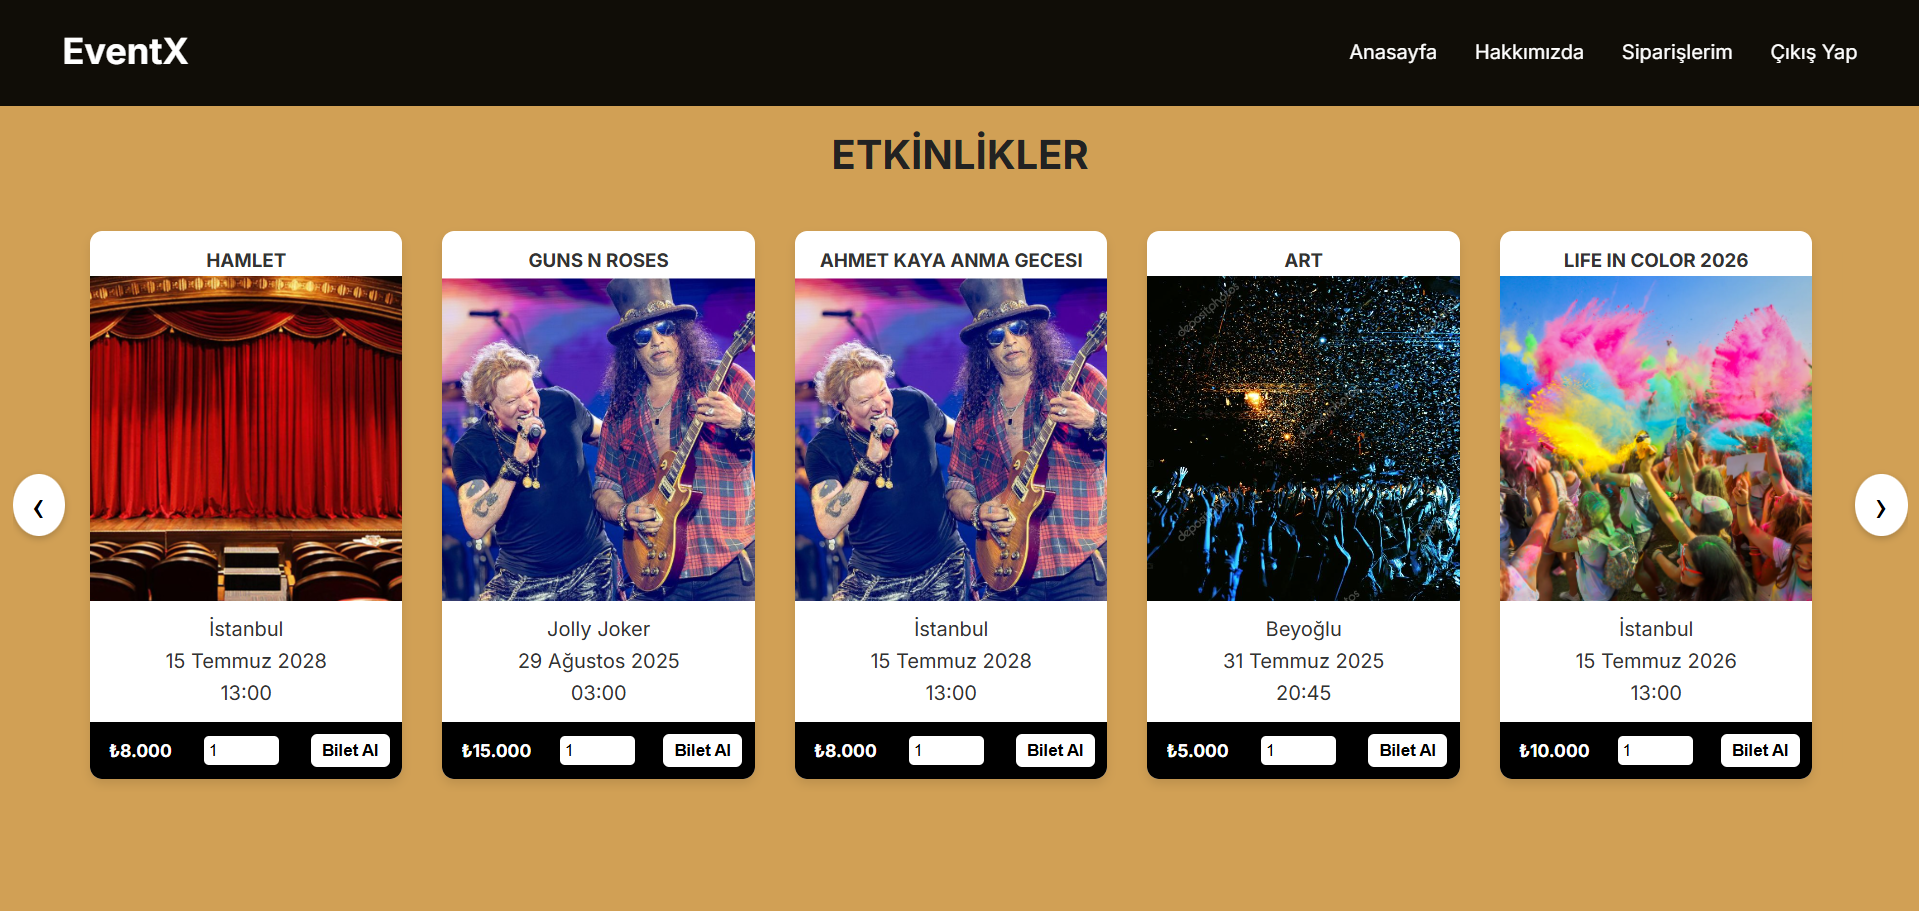 EventX
Anasayfa Hakkımızda Siparişlerim Çıkış Yap
ETKİNLİKLER
HAMLET
İstanbul
15 Temmuz 2028
13:00
₺8.000 1 Bilet Al
GUNS N ROSES
Jolly Joker
29 Ağustos 2025
03:00
₺15.000 1 Bilet Al
AHMET KAYA ANMA GECESI
İstanbul
15 Temmuz 2028
13:00
₺8.000 1 Bilet Al
ART
depositphotos
depositphotos
Beyoğlu
31 Temmuz 2025
20:45
₺5.000 1 Bilet Al
LIFE IN COLOR 2026
İstanbul
15 Temmuz 2026
13:00
₺10.000 1 Bilet Al